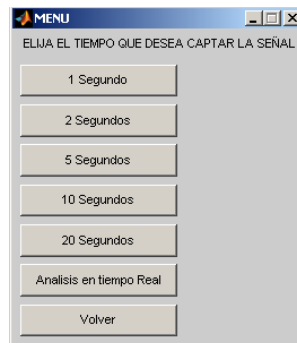 MENU
ELIJA EL TIEMPO QUE DESEA CAPTAR LA SEÑAL
1 Segundo
2 Segundos
5 Segundos
10 Segundos
20 Segundos
Analisis en tiempo Real
Volver